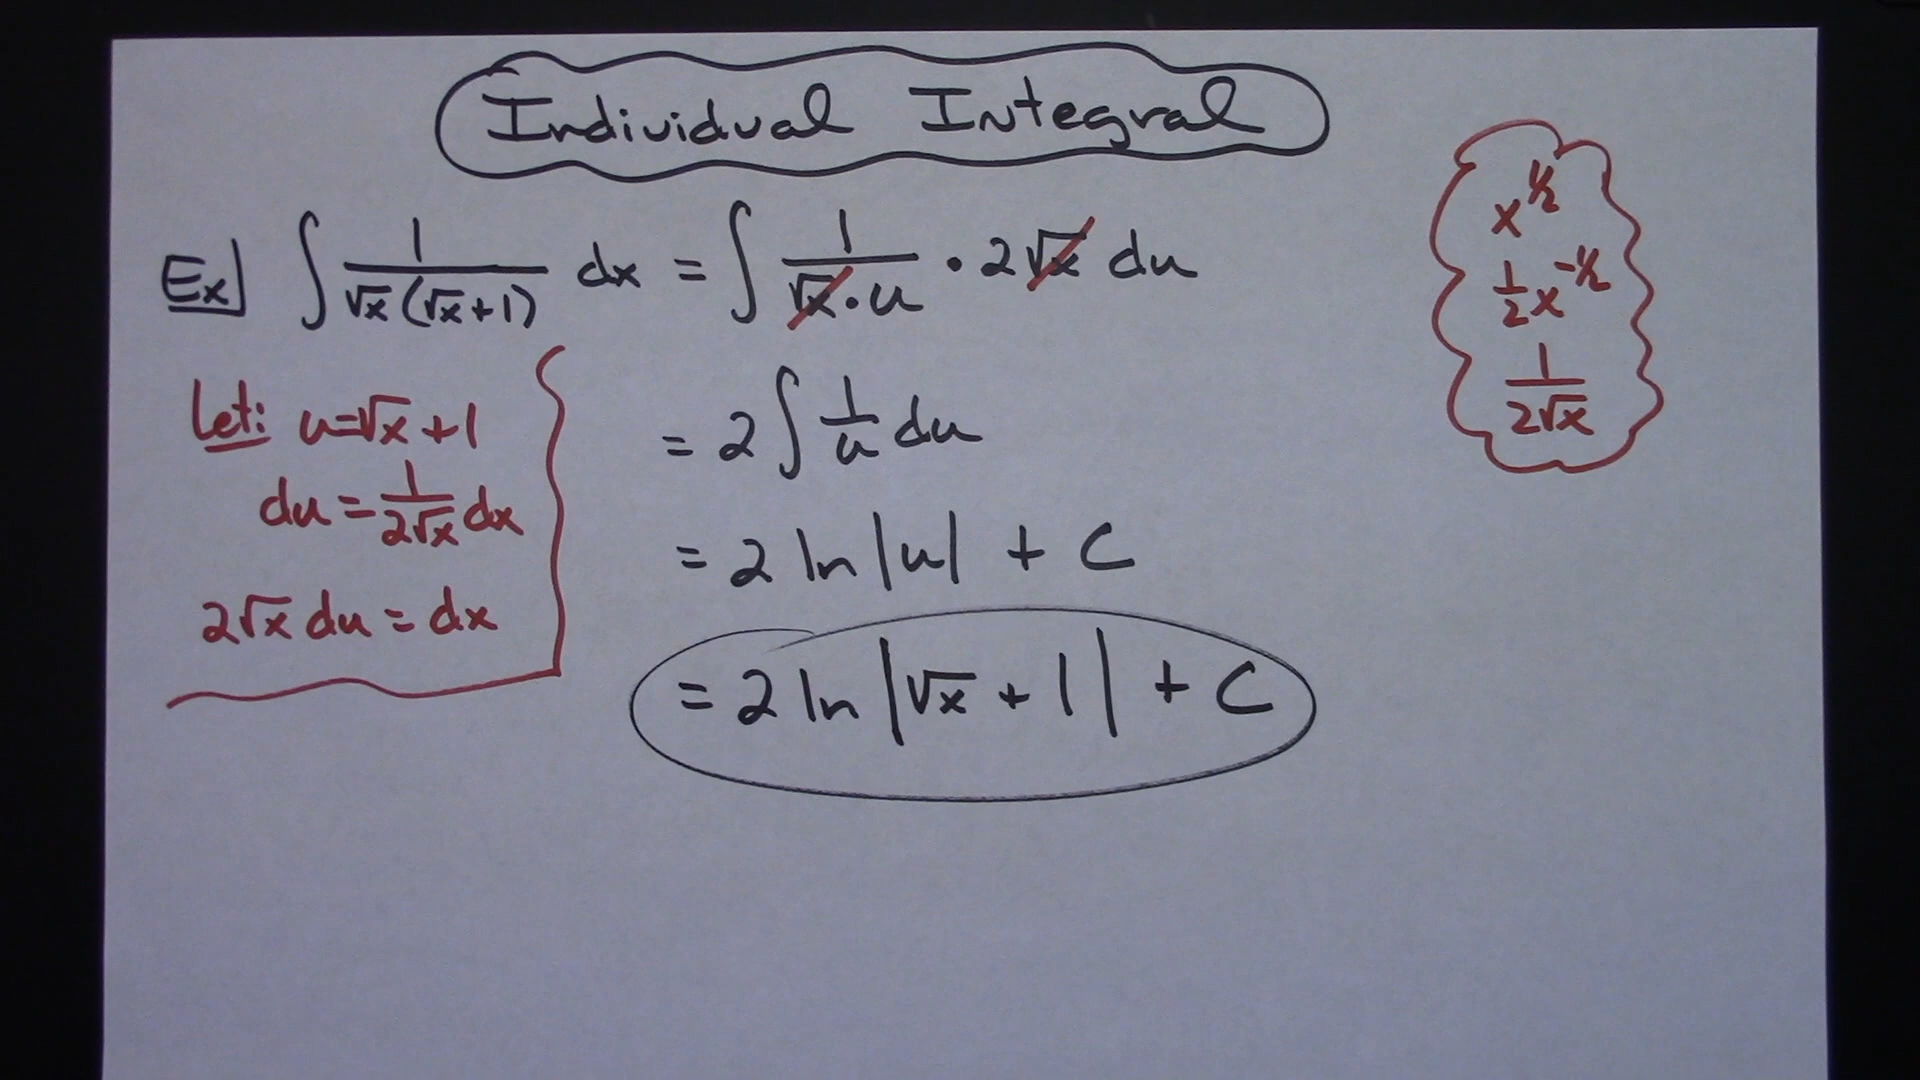 Individual Integral
Ex] ∫ 1/(√x(√x+1)) dx = ∫ 1/(√x·u) · 2√x du
Let: u=√x+1
du = 1/(2√x) dx
2√x du = dx
= 2∫ 1/u du
= 2 ln|u| + C
= 2 ln|√x + 1| + C
x^1/2
1/2 x^-1/2
1/(2√x)